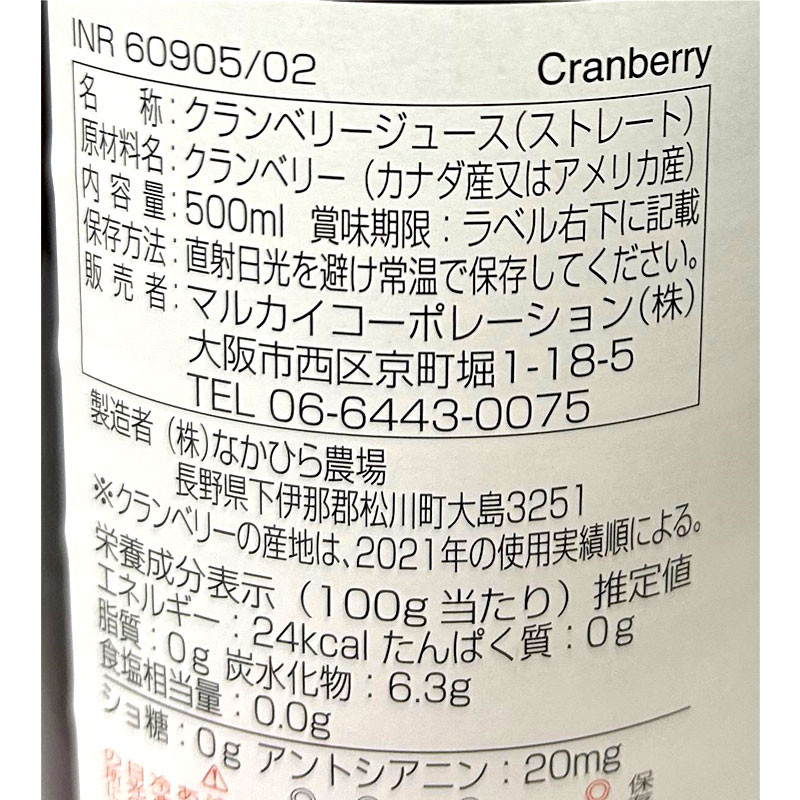 INR 60905/02
Cranberry
名 称：クランベリージュース（ストレート）
原材料名：クランベリー（カナダ産又はアメリカ産）
内容量：500ml 賞味期限：ラベル右下に記載
保存方法：直射日光を避け常温で保存してください。
販売者：マルカイコーポレーション（株）
大阪市西区京町堀1-18-5
TEL 06-6443-0075
製造者（株）なかひら農場
長野県下伊那郡松川町大島3251
※クランベリーの産地は、2021年の使用実績順による。
栄養成分表示（100g 当たり）推定値
エネルギー：24kcal たんぱく質：0g
脂質：0g 炭水化物：6.3g
食塩相当量：0.0g
ショ糖：0g アントシアニン：20mg